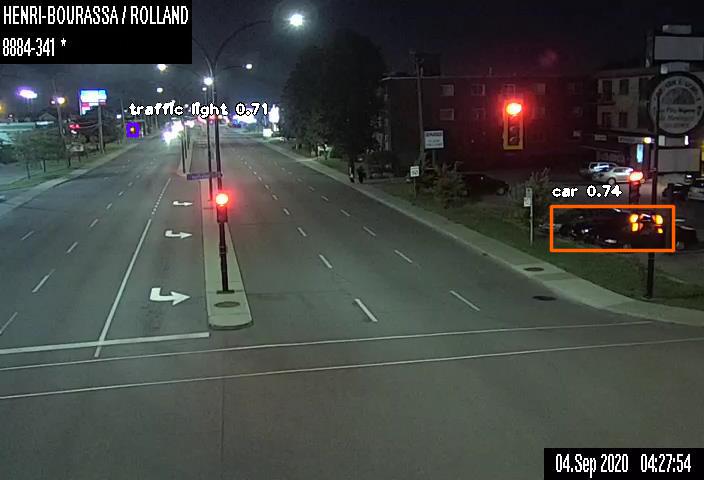 HENRI-BOURASSA / ROLLAND
8884-341 *
traffic light 0.71
car 0.74
04.Sep 2020 04:27:54